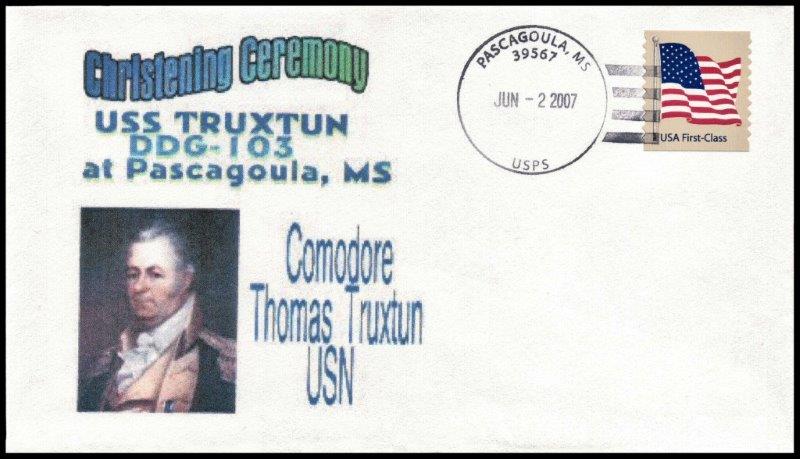 Christening Ceremony
USS TRUXTUN
DDG-103
at Pascagoula, MS
Comodore
Thomas Truxtun
USN
PASCAGOULA, MS
39567
JUN - 2 2007
USPS
USA First-Class